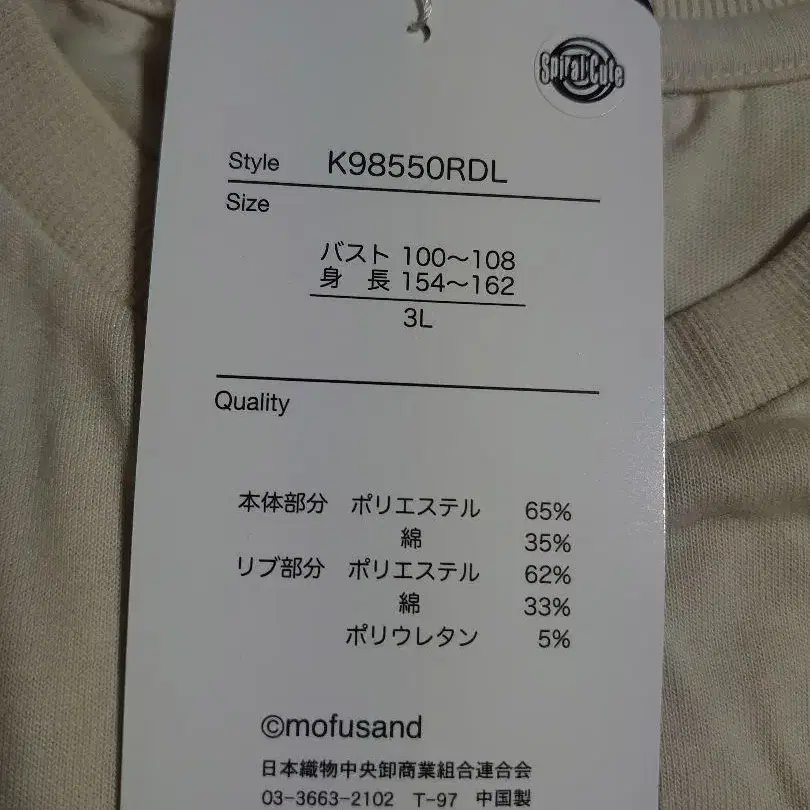 Spiral Cute
Style K98550RDL
Size
バスト 100〜108
身 長 154〜162
3L
Quality
本体部分 ポリエステル 65%
綿 35%
リブ部分 ポリエステル 62%
綿 33%
ポリウレタン 5%
©mofusand
日本織物中央卸商業組合連合会
03-3663-2102 T-97 中国製